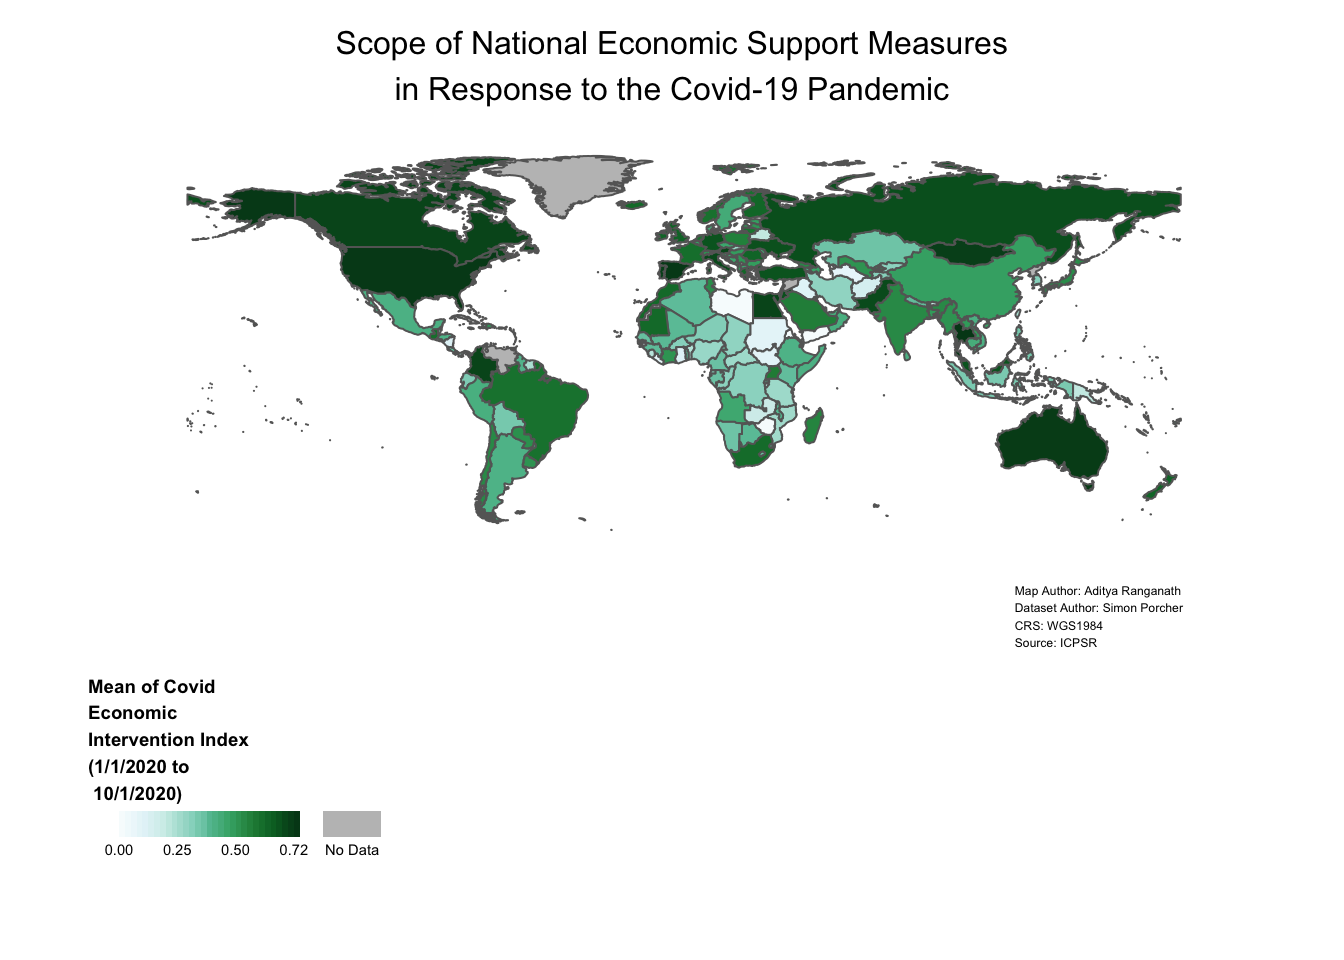 Scope of National Economic Support Measures
in Response to the Covid-19 Pandemic
Map Author: Aditya Ranganath
Dataset Author: Simon Porcher
CRS: WGS1984
Source: ICPSR
Mean of Covid
Economic
Intervention Index
(1/1/2020 to
10/1/2020)
0.00 0.25 0.50 0.72 No Data